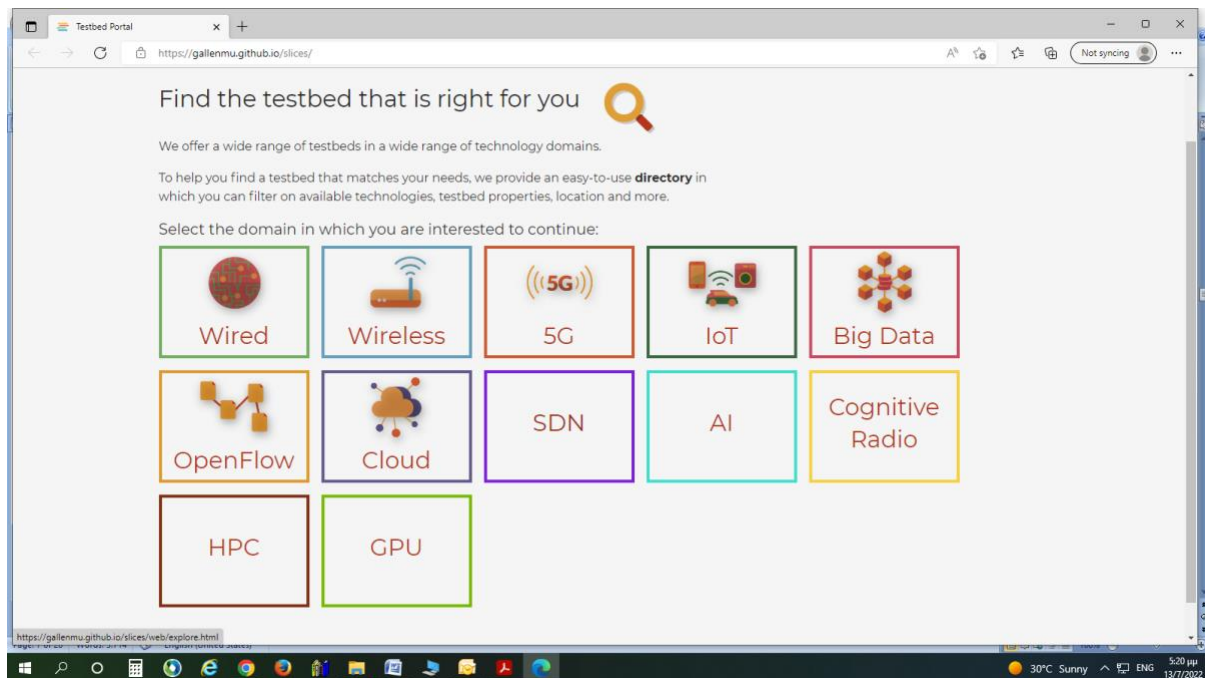 Testbed Portal
https://gallenmu.github.io/slices/
Not syncing
Find the testbed that is right for you
We offer a wide range of testbeds in a wide range of technology domains.
To help you find a testbed that matches your needs, we provide an easy-to-use directory in
which you can filter on available technologies, testbed properties, location and more.
Select the domain in which you are interested to continue:
Wired
Wireless
((5G))
5G
IoT
Big Data
OpenFlow
Cloud
SDN
AI
Cognitive
Radio
HPC
GPU
https://gallenmu.github.io/slices/web/explore.html
English (United States)
30°C Sunny
ENG
5:20 μμ
13/7/2022